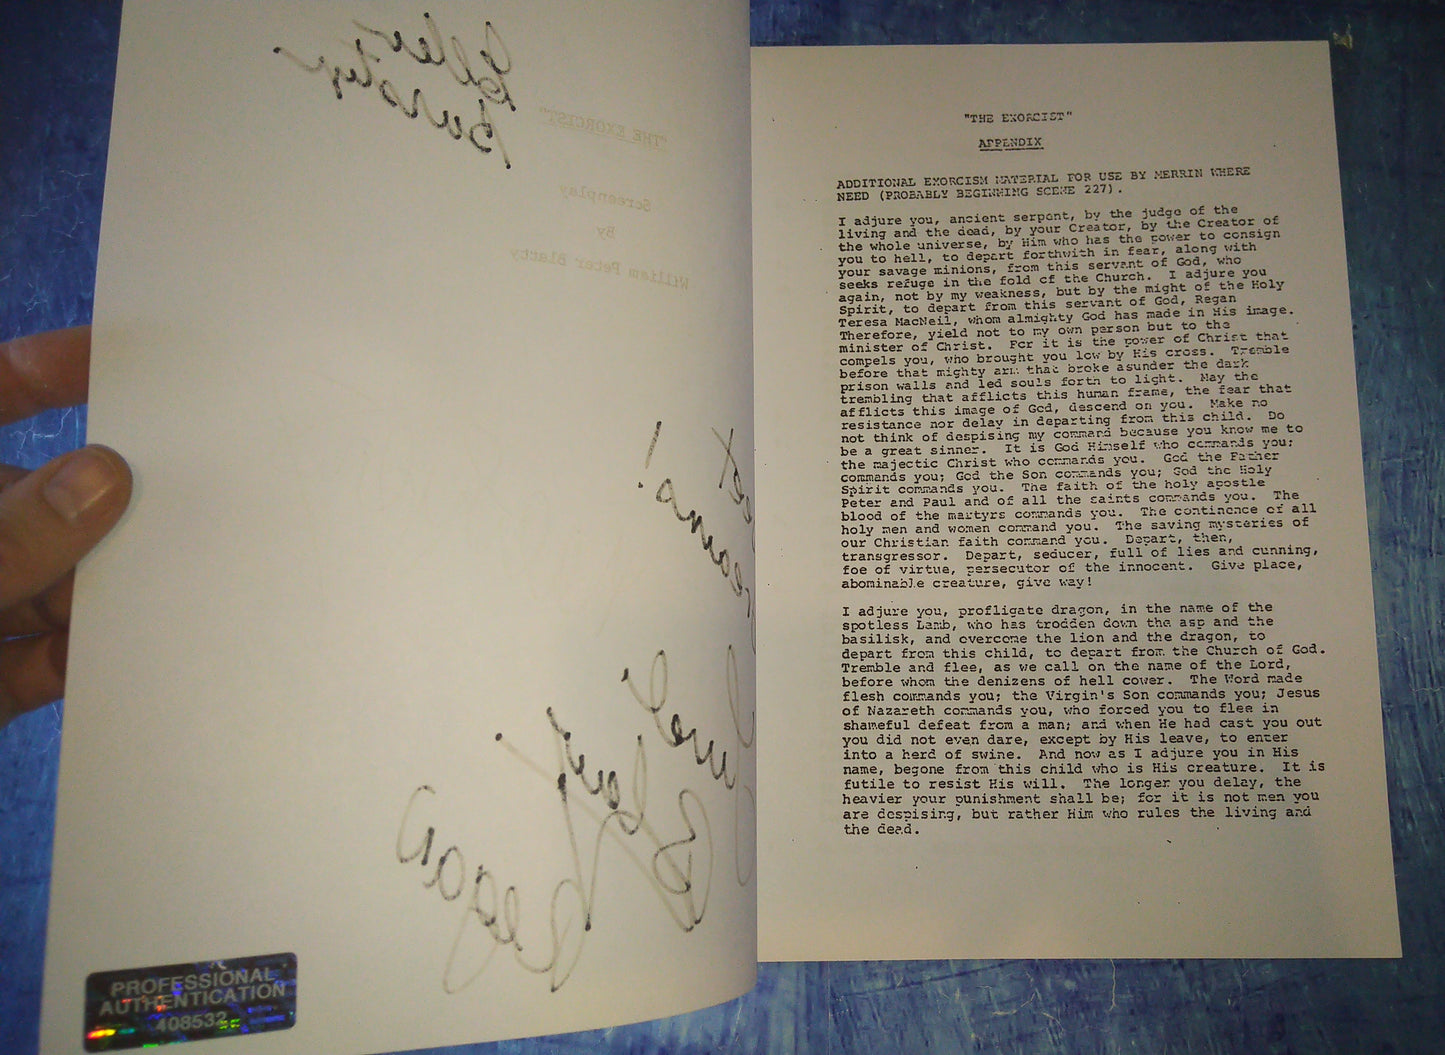 Ellen
Burstyn
"THE EXORCIST"
Screenplay
By
William Peter Blatty
Blair
Regan
PROFESSIONAL
AUTHENTICATION
408532
"THE EXORCIST"
APPENDIX
ADDITIONAL EXORCISM MATERIAL FOR USE BY MERRIN WHERE
NEED (PROBABLY BEGINNING SCENE 227).
I adjure you, ancient serpent, by the judge of the
living and the dead, by your Creator, by the Creator of
the whole universe, by Him who has the power to consign
you to hell, to depart forthwith in fear, along with
your savage minions, from this servant of God, who
seeks refuge in the fold of the Church. I adjure you
again, not by my weakness, but by the might of the Holy
Spirit, to depart from this servant of God, Regan
Teresa MacNeil, whom almighty God has made in His image.
Therefore, yield not to my own person but to the
minister of Christ. For it is the power of Christ that
compels you, who brought you low by His cross. Tremble
before that mighty arm that broke asunder the dark
prison walls and led souls forth to light. May the
trembling that afflicts this human frame, the fear that
afflicts this image of God, descend on you. Make no
resistance nor delay in departing from this child. Do
not think of despising my command because you know me to
be a great sinner. It is God Himself who commands you;
the majectic Christ who commands you. God the Father
commands you; God the Son commands you; God the Holy
Spirit commands you. The faith of the holy apostle
Peter and Paul and of all the saints commands you. The
blood of the martyrs commands you. The continence of all
holy men and women command you. The saving mysteries of
our Christian faith command you. Depart, then,
transgressor. Depart, seducer, full of lies and cunning,
foe of virtue, persecutor of the innocent. Give place,
abominable creature, give way!
I adjure you, profligate dragon, in the name of the
spotless Lamb, who has trodden down the asp and the
basilisk, and overcome the lion and the dragon, to
depart from this child, to depart from the Church of God.
Tremble and flee, as we call on the name of the Lord,
before whom the denizens of hell cower. The Word made
flesh commands you; the Virgin's Son commands you; Jesus
of Nazareth commands you, who forced you to flee in
shameful defeat from a man; and when He had cast you out
you did not even dare, except by His leave, to enter
into a herd of swine. And now as I adjure you in His
name, begone from this child who is His creature. It is
futile to resist His will. The longer you delay, the
heavier your punishment shall be; for it is not men you
are despising, but rather Him who rules the living and
the dead.